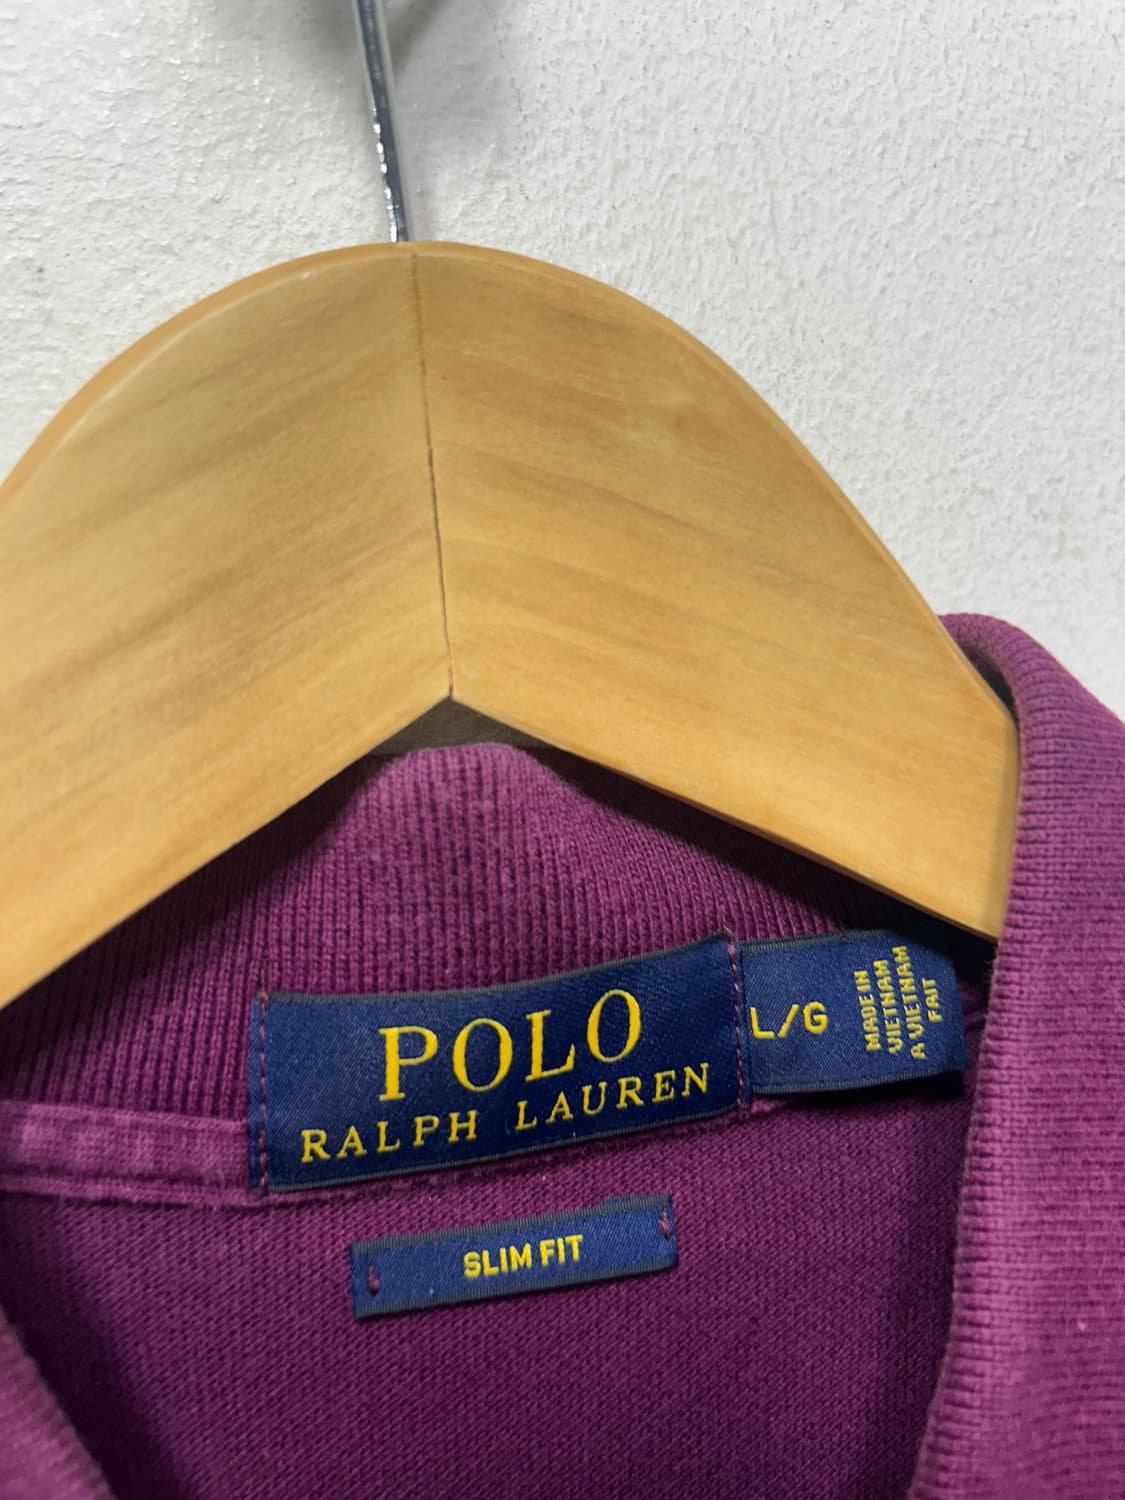 POLO
RALPH LAUREN
L/G
MADE IN
VIETNAM
A VIETNAM
FAIT
SLIM FIT